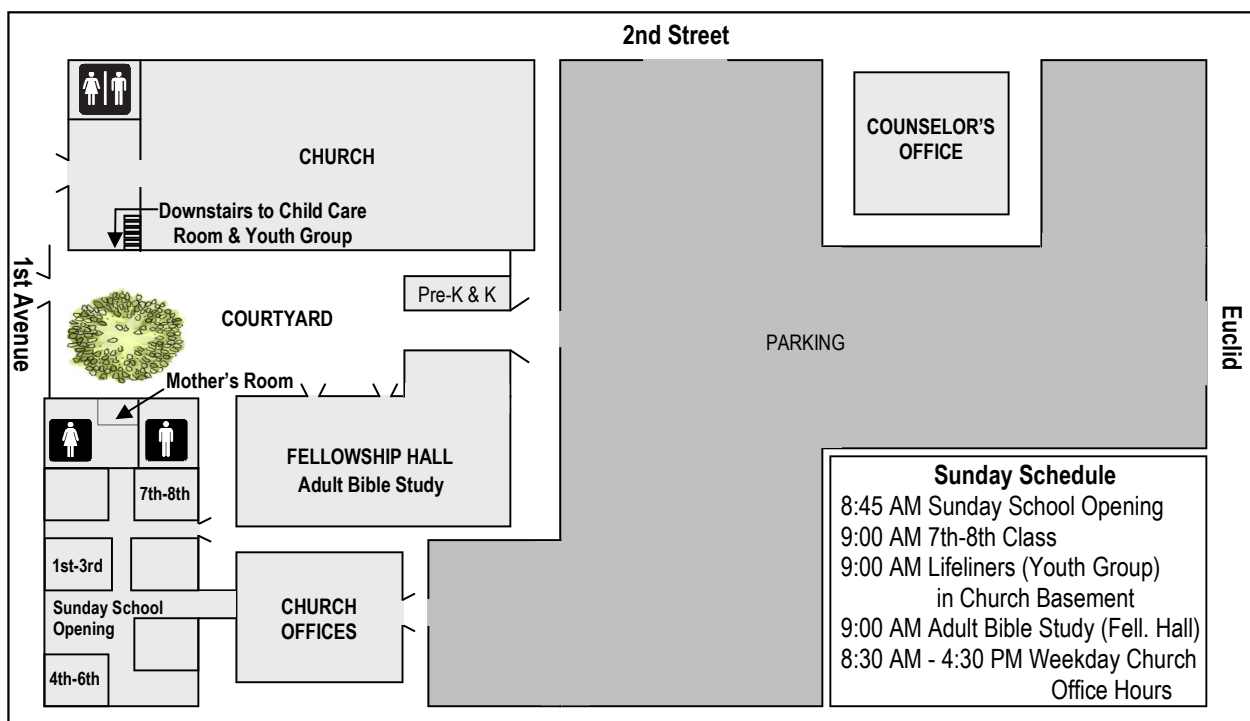 2nd Street
COUNSELOR'S
OFFICE
CHURCH
Downstairs to Child Care
Room & Youth Group
1st Avenue
Pre-K & K
COURTYARD
PARKING
Euclid
Mother's Room
FELLOWSHIP HALL
Adult Bible Study
7th-8th
1st-3rd
Sunday School
Opening
4th-6th
CHURCH
OFFICES
Sunday Schedule
8:45 AM Sunday School Opening
9:00 AM 7th-8th Class
9:00 AM Lifeliners (Youth Group)
in Church Basement
9:00 AM Adult Bible Study (Fell. Hall)
8:30 AM - 4:30 PM Weekday Church
Office Hours